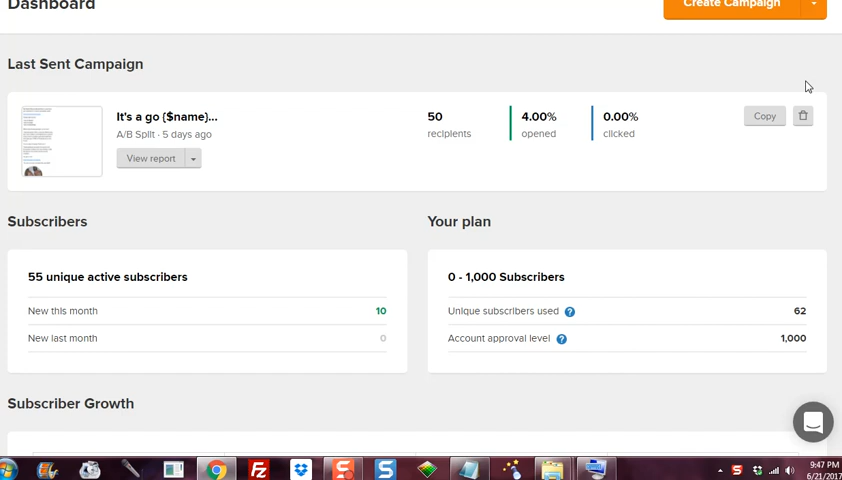 Dashboard
Create Campaign
Last Sent Campaign
It's a go {$name}...
A/B Split · 5 days ago
View report
50
recipients
4.00%
opened
0.00%
clicked
Copy
Subscribers
Your plan
55 unique active subscribers
New this month 10
New last month 0
0 - 1,000 Subscribers
Unique subscribers used ? 62
Account approval level ? 1,000
Subscriber Growth
9:47 PM
6/21/2017